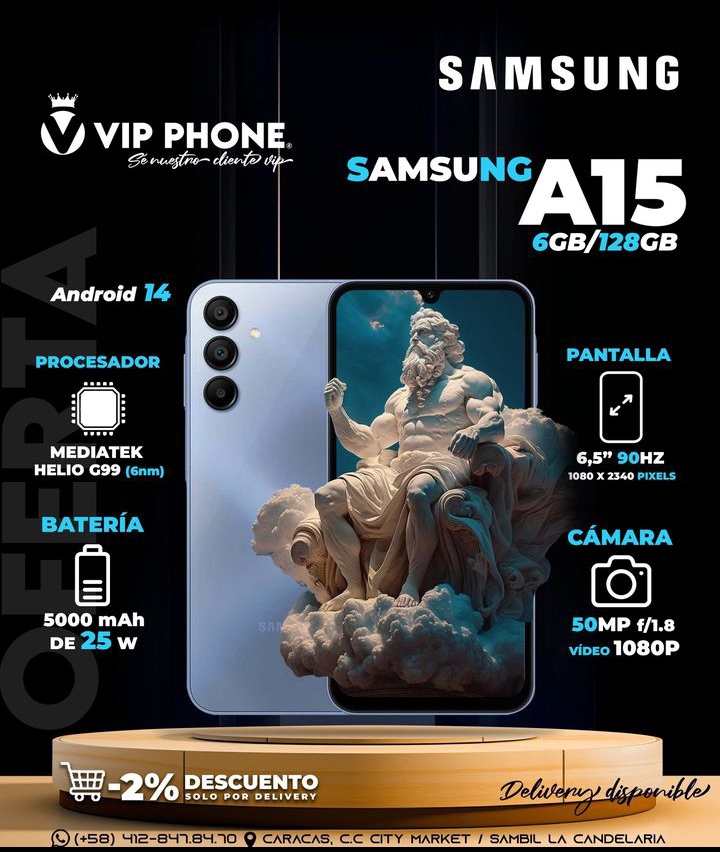 SAMSUNG
VIP PHONE®
Sé nuestro cliente vip
SAMSUNG A15
6GB/128GB
OFERTA
Android 14
PROCESADOR
MEDIATEK
HELIO G99 (6nm)
BATERÍA
5000 mAh
DE 25 W
PANTALLA
6,5” 90HZ
1080 X 2340 PIXELS
CÁMARA
50MP f/1.8
VÍDEO 1080P
SAMSUNG
-2% DESCUENTO
SOLO POR DELIVERY
Delivery disponible
(+58) 412-847.84.70 CARACAS, C.C CITY MARKET / SAMBIL LA CANDELARIA